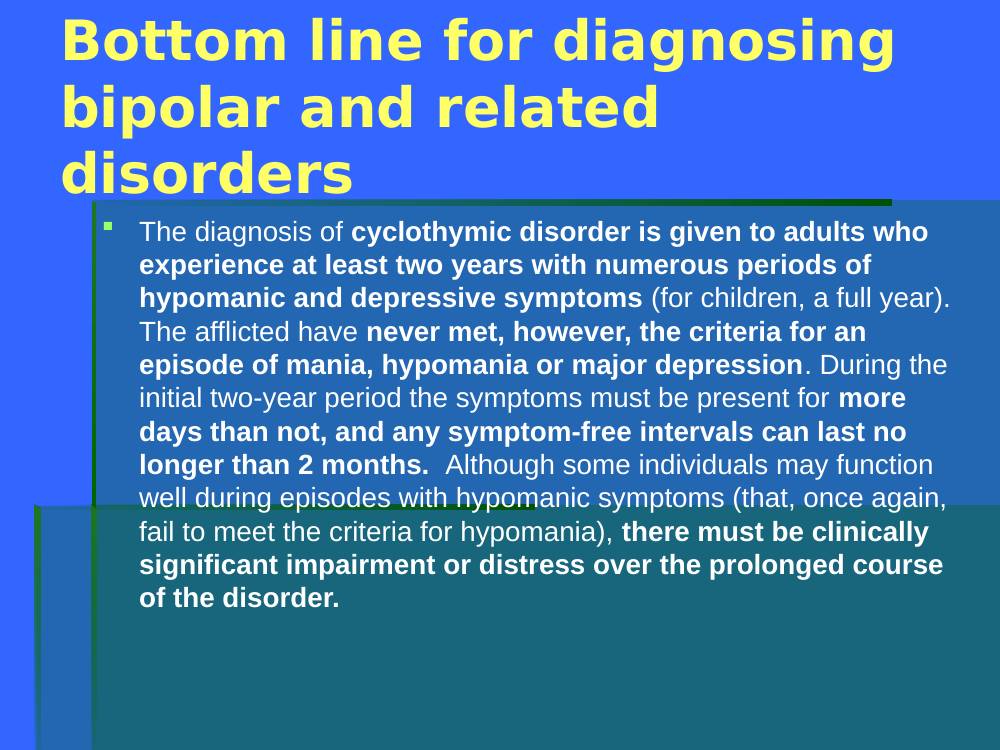 Bottom line for diagnosing
bipolar and related
disorders
The diagnosis of cyclothymic disorder is given to adults who
experience at least two years with numerous periods of
hypomanic and depressive symptoms (for children, a full year).
The afflicted have never met, however, the criteria for an
episode of mania, hypomania or major depression. During the
initial two-year period the symptoms must be present for more
days than not, and any symptom-free intervals can last no
longer than 2 months.  Although some individuals may function
well during episodes with hypomanic symptoms (that, once again,
fail to meet the criteria for hypomania), there must be clinically
significant impairment or distress over the prolonged course
of the disorder.